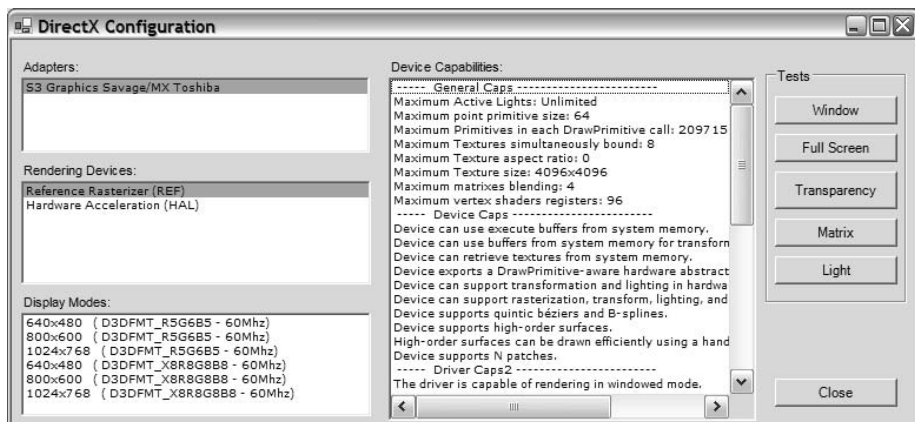 DirectX Configuration
Adapters:
S3 Graphics Savage/MX Toshiba
Rendering Devices:
Reference Rasterizer (REF)
Hardware Acceleration (HAL)
Display Modes:
640x480 ( D3DFMT_R5G6B5 - 60Mhz)
800x600 ( D3DFMT_R5G6B5 - 60Mhz)
1024x768 ( D3DFMT_R5G6B5 - 60Mhz)
640x480 ( D3DFMT_X8R8G8B8 - 60Mhz)
800x600 ( D3DFMT_X8R8G8B8 - 60Mhz)
1024x768 ( D3DFMT_X8R8G8B8 - 60Mhz)
Device Capabilities:
----- General Caps ------------------------
Maximum Active Lights: Unlimited
Maximum point primitive size: 64
Maximum Primitives in each DrawPrimitive call: 209715
Maximum Textures simultaneously bound: 8
Maximum Texture aspect ratio: 0
Maximum Texture size: 4096x4096
Maximum matrixes blending: 4
Maximum vertex shaders registers: 96
----- Device Caps ------------------------
Device can use execute buffers from system memory.
Device can use buffers from system memory for transform
Device can retrieve textures from system memory.
Device exports a DrawPrimitive-aware hardware abstract
Device can support transformation and lighting in hardwa
Device can support rasterization, transform, lighting, and
Device supports quintic béziers and B-splines.
Device supports high-order surfaces.
High-order surfaces can be drawn efficiently using a hand
Device supports N patches.
----- Driver Caps2 ------------------------
The driver is capable of rendering in windowed mode.
Tests
Window
Full Screen
Transparency
Matrix
Light
Close